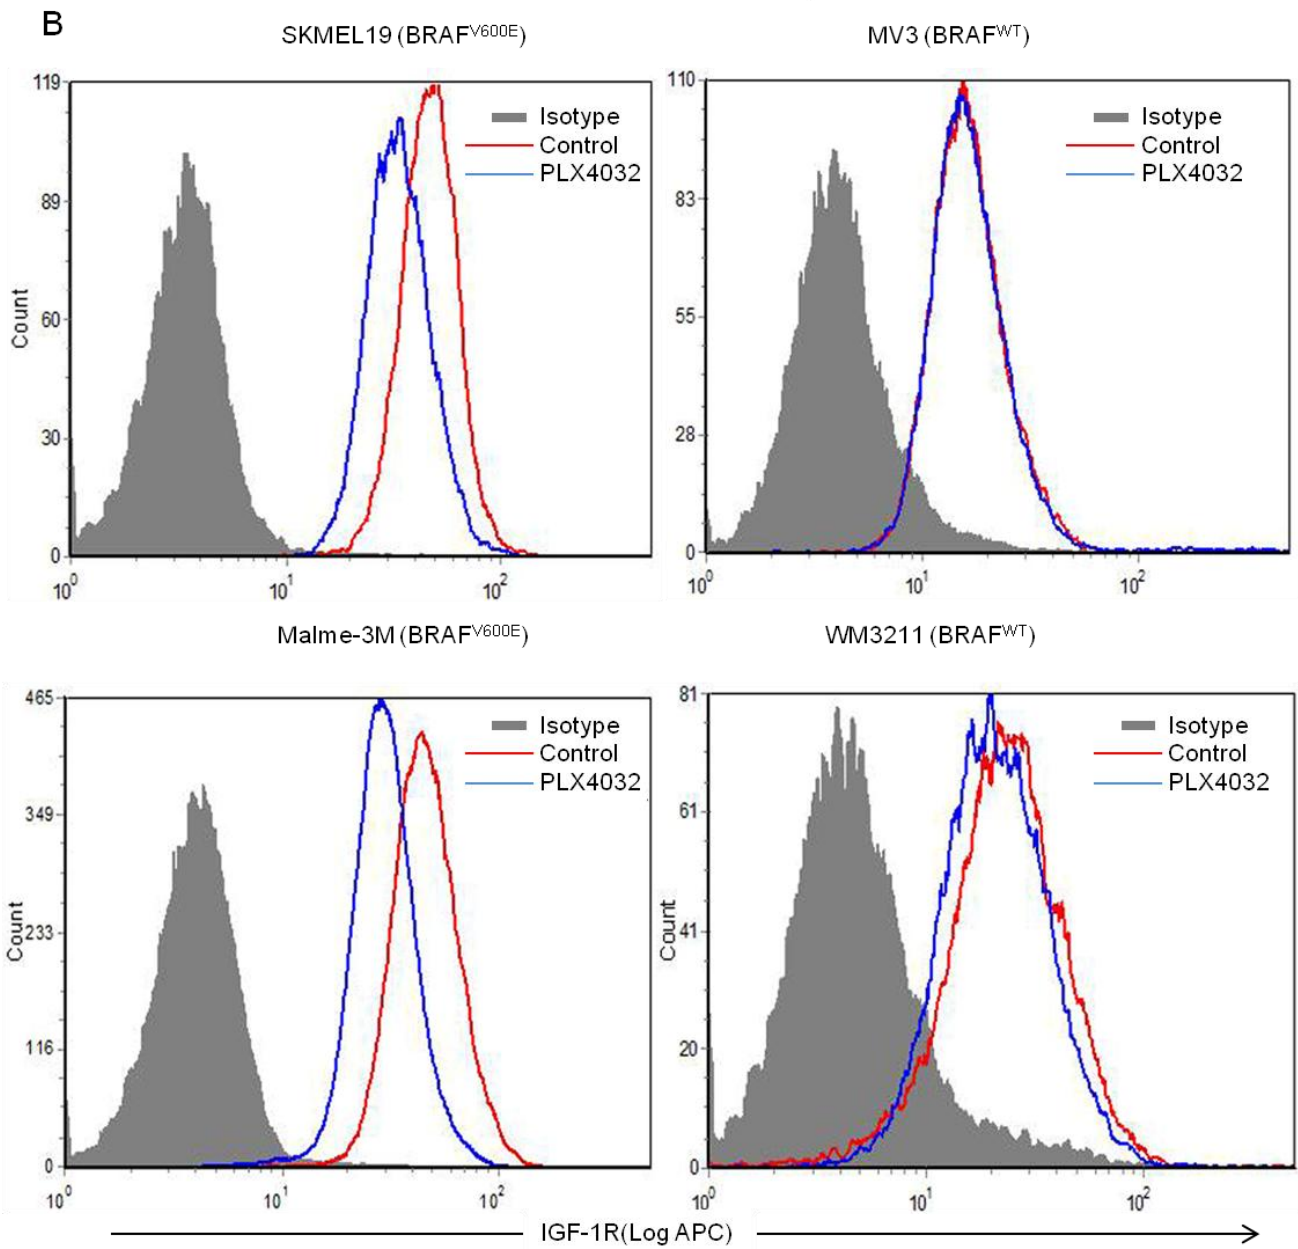 B
SKMEL19 (BRAFV600E)
119
89
60
30
0
Count
Isotype
Control
PLX4032
10^0
10^1
10^2
MV3 (BRAFWT)
110
83
55
28
0
Isotype
Control
PLX4032
10^0
10^1
10^2
Malme-3M (BRAFV600E)
465
349
233
116
0
Count
Isotype
Control
PLX4032
10^0
10^1
10^2
WM3211 (BRAFWT)
81
61
41
20
0
Count
Isotype
Control
PLX4032
10^0
10^1
10^2
IGF-1R(Log APC)